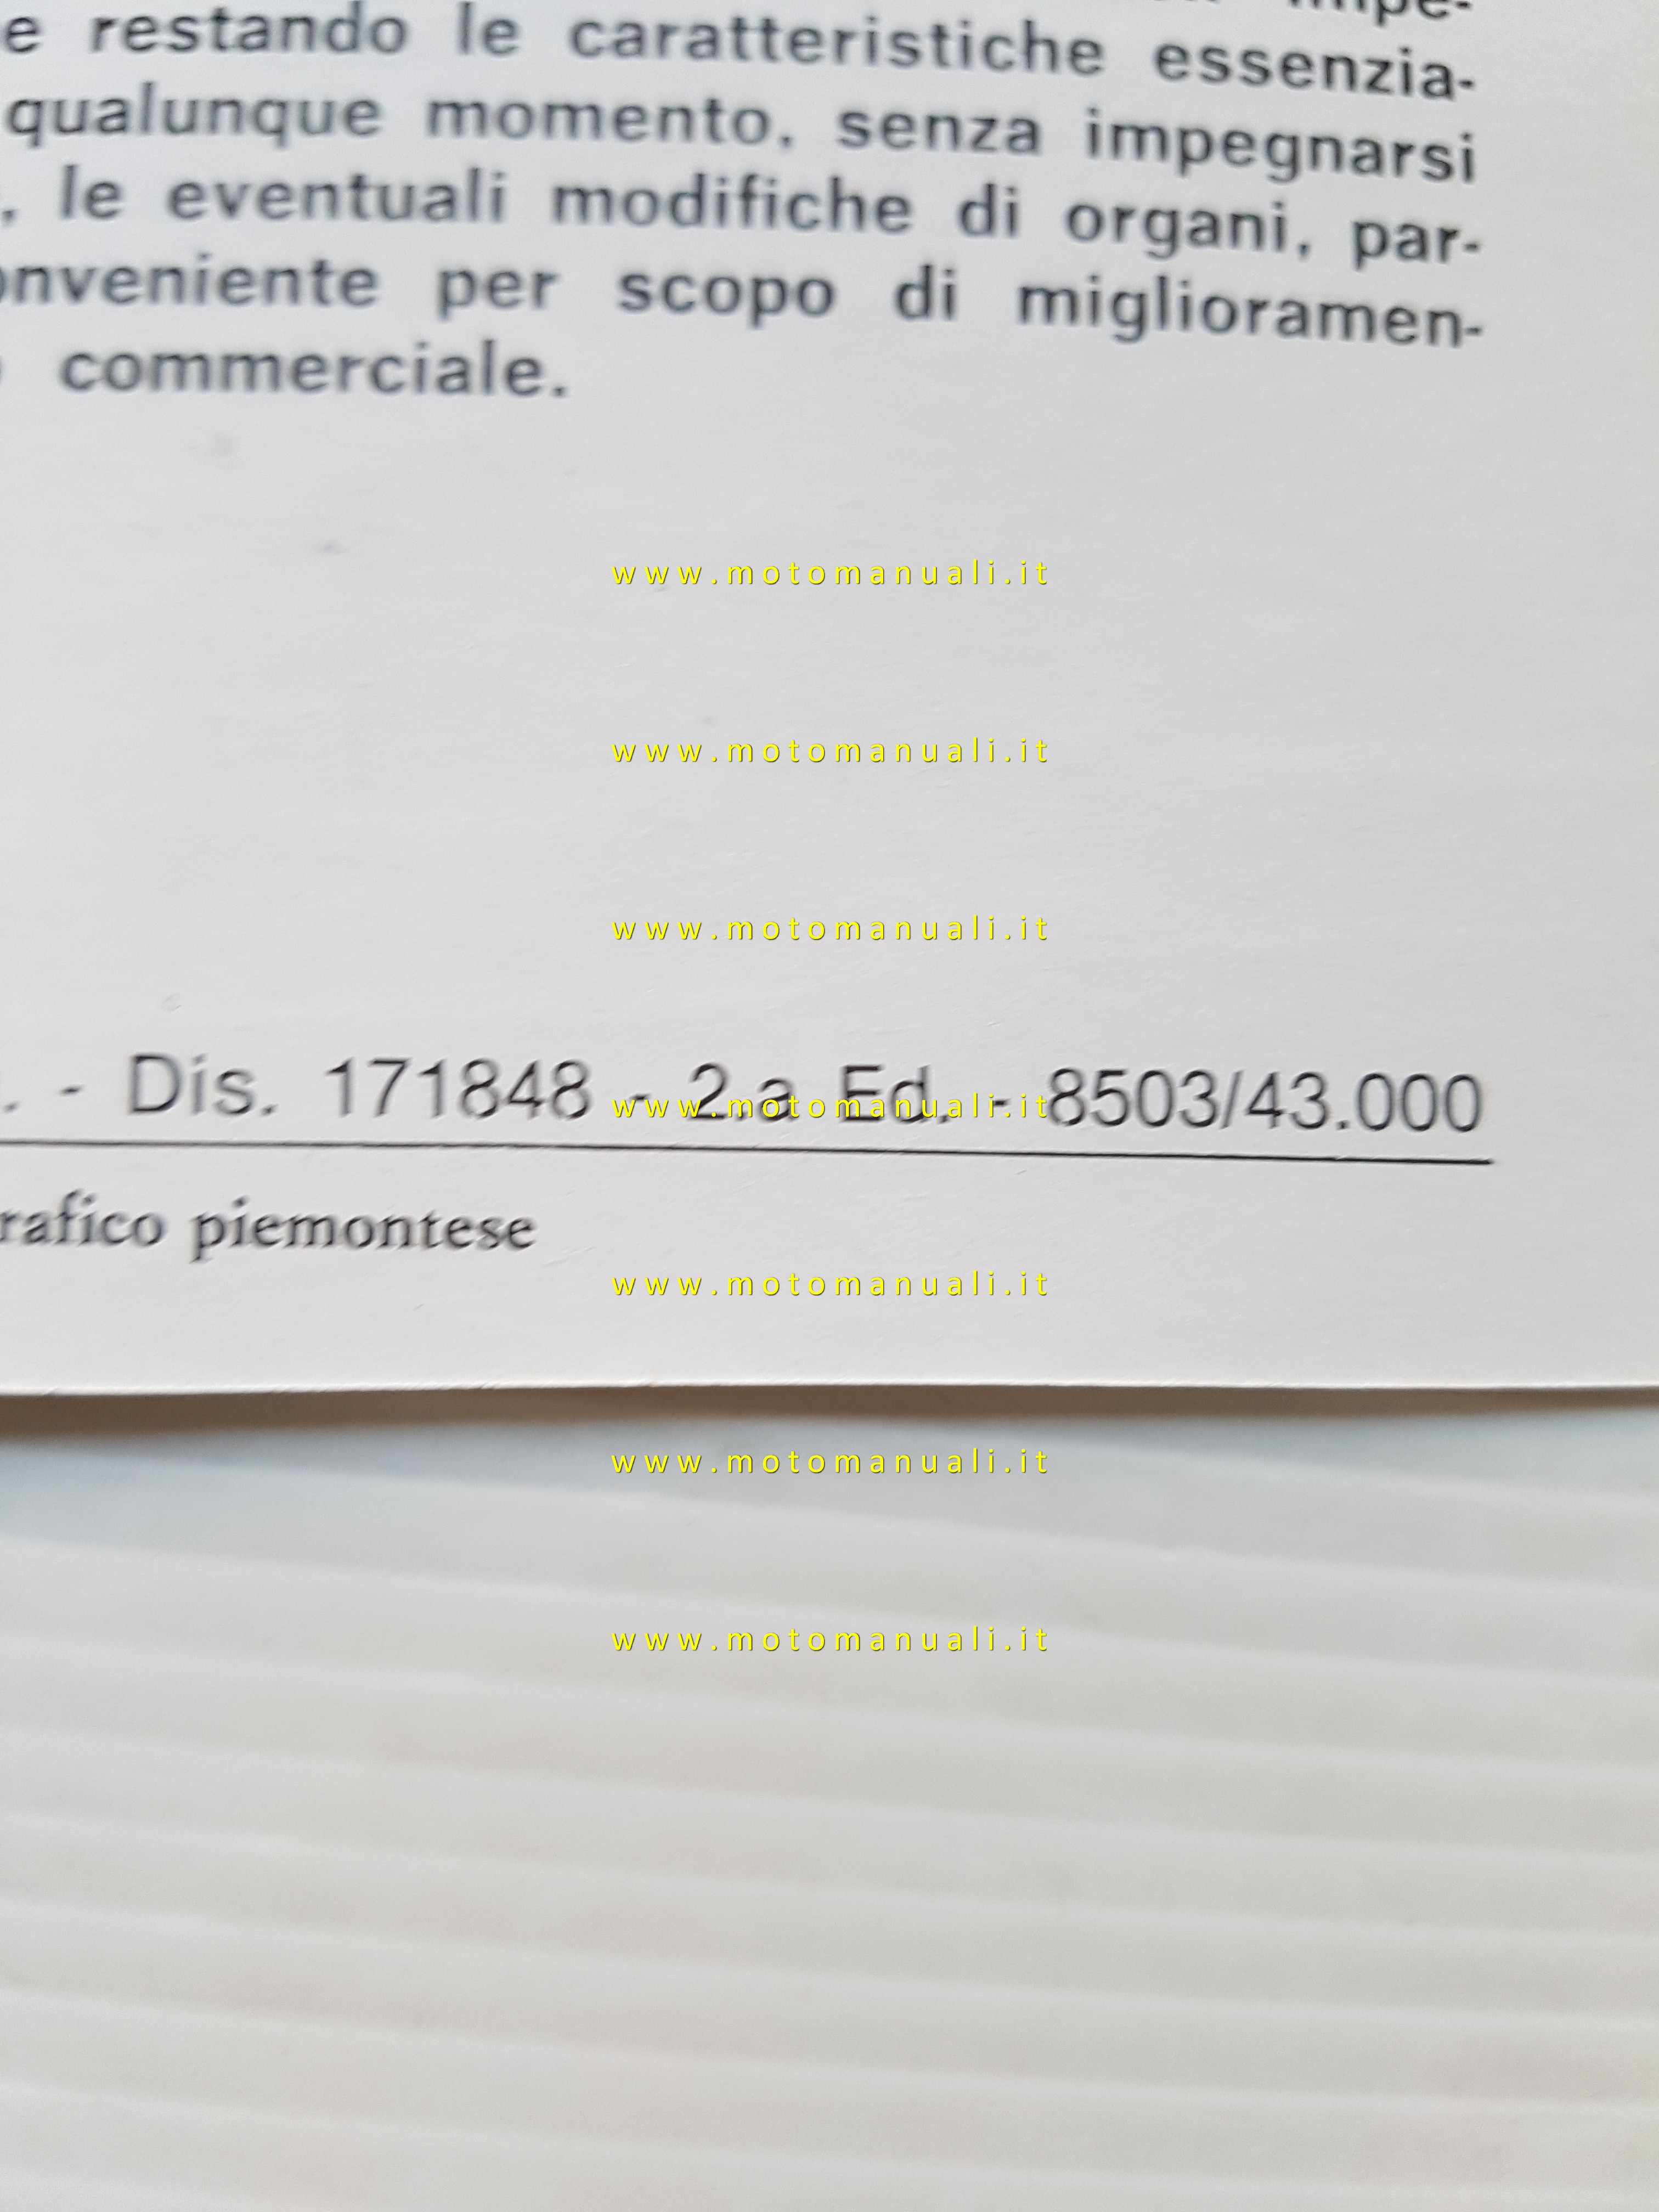 e restando le caratteristiche essenzia-
qualunque momento, senza impegnarsi
, le eventuali modifiche di organi, par-
onveniente per scopo di miglioramen-
commerciale.
www.motomanuali.it
www.motomanuali.it
www.motomanuali.it
. - Dis. 171848 - 2.a Ed. - 8503/43.000
www.motomanuali.it
rafico piemontese
www.motomanuali.it
www.motomanuali.it
www.motomanuali.it